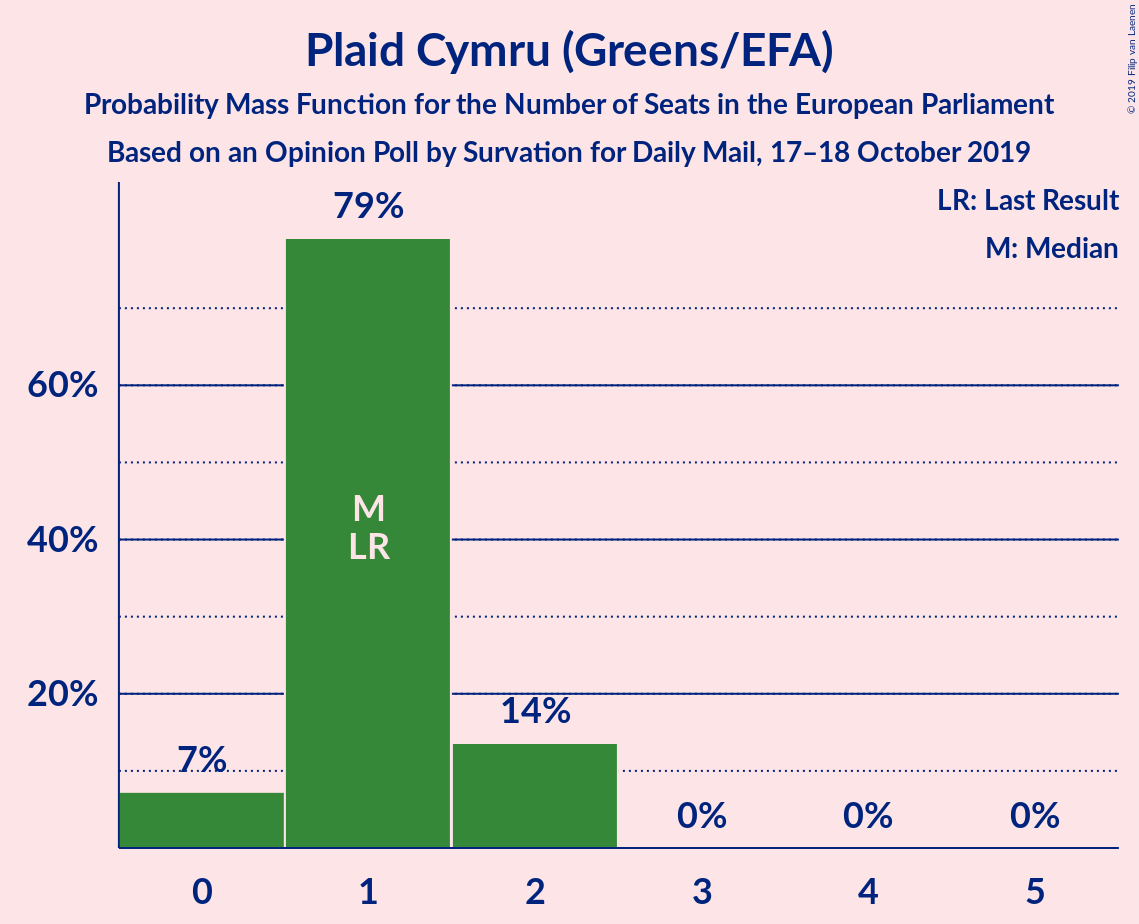 Plaid Cymru (Greens/EFA)
Probability Mass Function for the Number of Seats in the European Parliament
Based on an Opinion Poll by Survation for Daily Mail, 17–18 October 2019
© 2019 Filip van Laenen
LR: Last Result
M: Median
79%
60%
M
40%
LR
20%
14%
7%
0%
0%
0%
0
1
2
3
4
5